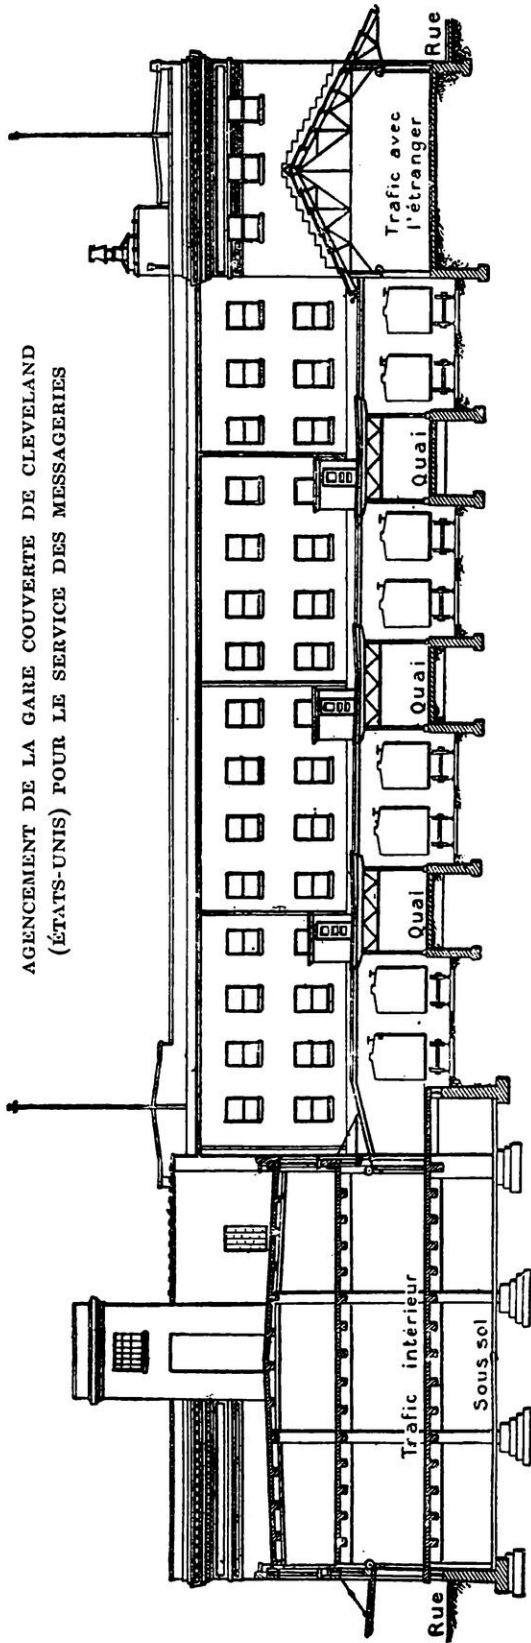 AGENCEMENT DE LA GARE COUVERTE DE CLEVELAND
(ÉTATS-UNIS) POUR LE SERVICE DES MESSAGERIES
Rue
Trafic intérieur
Sous sol
Quai
Quai
Quai
Trafic avec
l'étranger
Rue